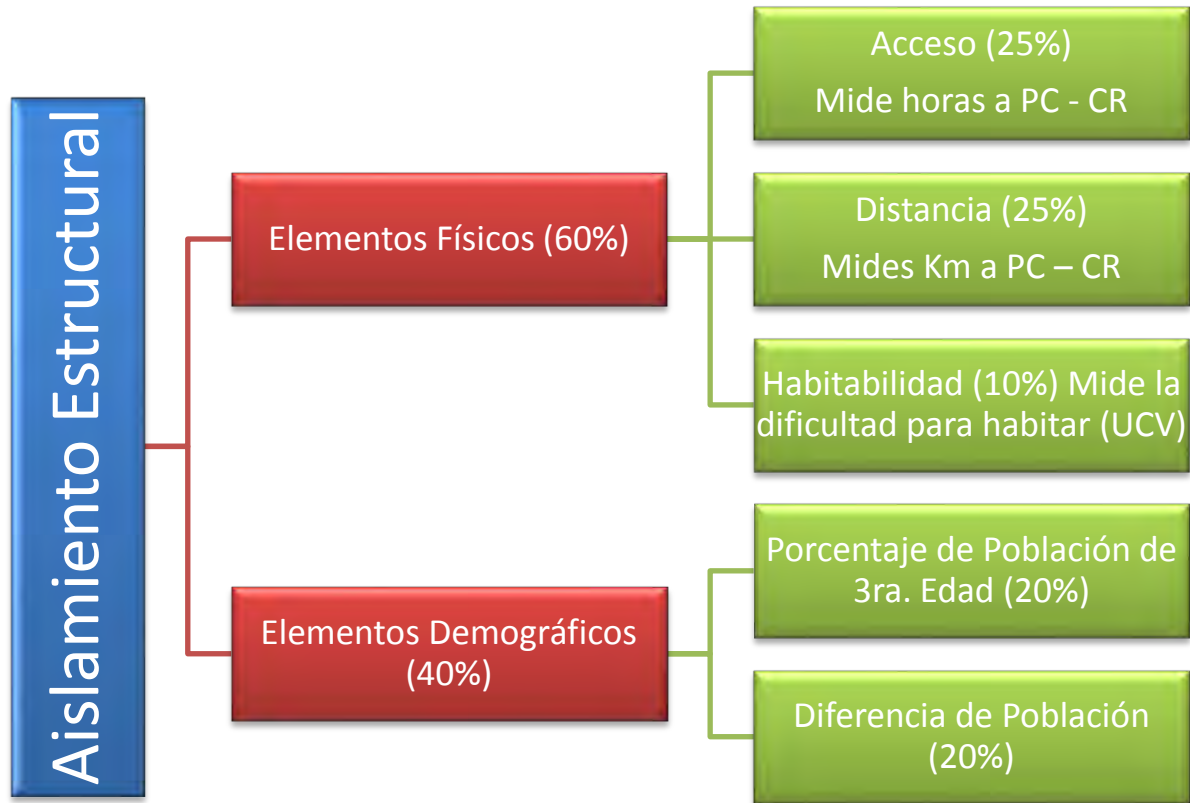 Aislamiento Estructural
Elementos Físicos (60%)
Acceso (25%)
Mide horas a PC - CR
Distancia (25%)
Mides Km a PC – CR
Habitabilidad (10%) Mide la
dificultad para habitar (UCV)
Elementos Demográficos
(40%)
Porcentaje de Población de
3ra. Edad (20%)
Diferencia de Población
(20%)